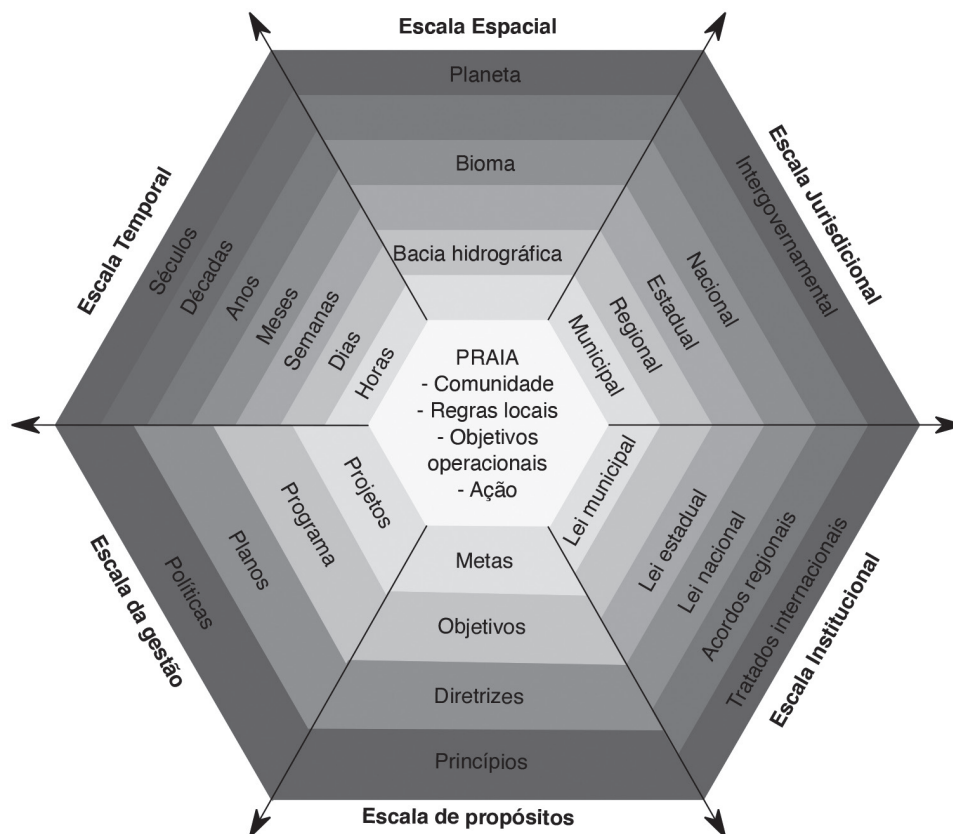 Escala Espacial
Planeta
Bioma
Bacia hidrográfica
Escala Jurisdicional
Intergovernamental
Nacional
Estadual
Regional
Municipal
Escala Temporal
Séculos
Décadas
Anos
Meses
Semanas
Dias
Horas
PRAIA
- Comunidade
- Regras locais
- Objetivos
operacionais
- Ação
Escala da gestão
Políticas
Planos
Programa
Projetos
Metas
Objetivos
Diretrizes
Princípios
Escala de propósitos
Lei municipal
Lei estadual
Lei nacional
Acordos regionais
Tratados internacionais
Escala Institucional